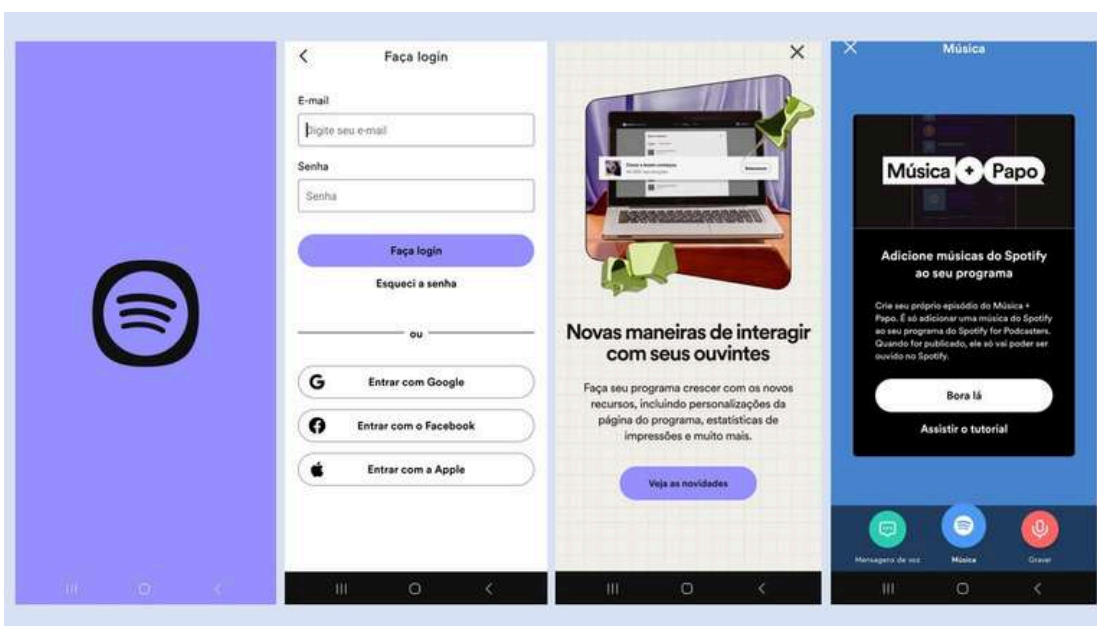 Faça login
E-mail
Digite seu e-mail
Senha
Senha
Faça login
Esqueci a senha
ou
Entrar com Google
Entrar com o Facebook
Entrar com a Apple
Novas maneiras de interagir
com seus ouvintes
Faça seu programa crescer com os novos
recursos, incluindo personalizações da
página do programa, estatísticas de
impressões e muito mais.
Veja as novidades
Música
Música + Papo
Adicione músicas do Spotify
ao seu programa
Crie seu próprio episódio do Música +
Papo. É só adicionar uma música do Spotify
ao seu programa do Spotify for Podcasters.
Quando for publicado, ele só vai poder ser
ouvido no Spotify.
Bora lá
Assistir o tutorial
Mensagens de voz
Música
Gravar